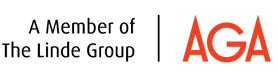 A Member of
The Linde Group
AGA